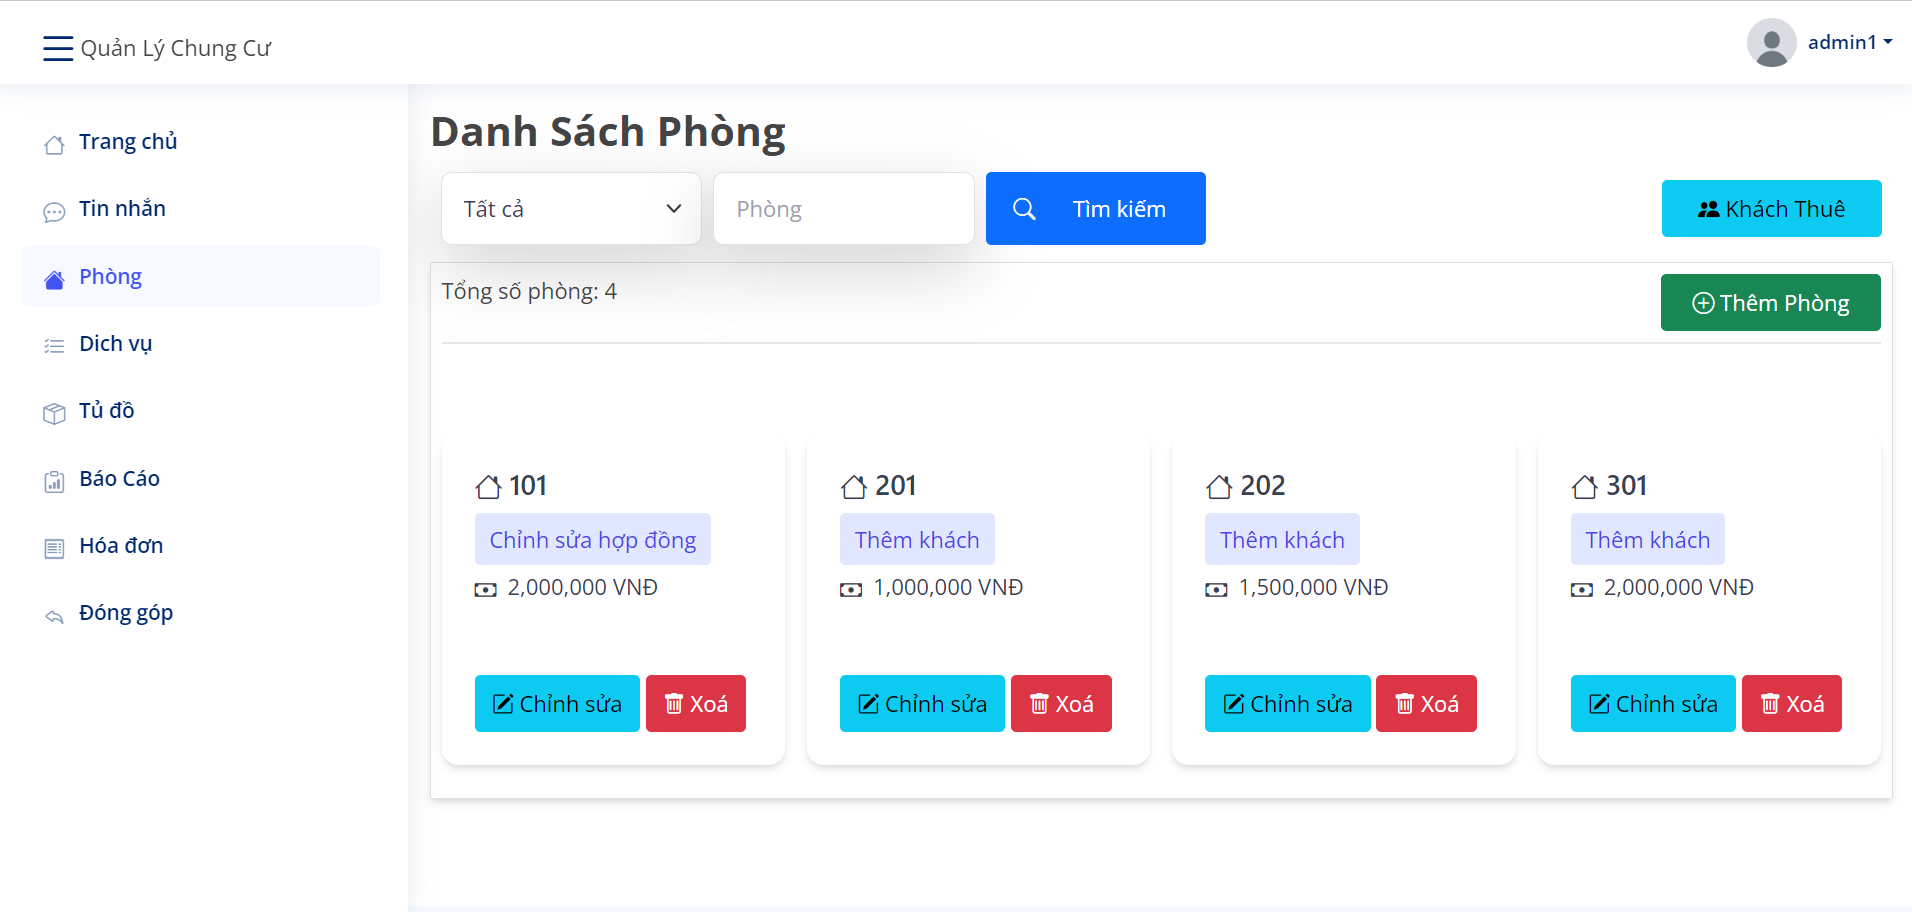 Quản Lý Chung Cư
admin1
Trang chủ
Tin nhắn
Phòng
Dich vụ
Tủ đồ
Báo Cáo
Hóa đơn
Đóng góp
Danh Sách Phòng
Tất cả
Phòng
Tìm kiếm
Khách Thuê
Tổng số phòng: 4
Thêm Phòng
101
Chỉnh sửa hợp đồng
2,000,000 VNĐ
Chỉnh sửa Xoá
201
Thêm khách
1,000,000 VNĐ
Chỉnh sửa Xoá
202
Thêm khách
1,500,000 VNĐ
Chỉnh sửa Xoá
301
Thêm khách
2,000,000 VNĐ
Chỉnh sửa Xoá